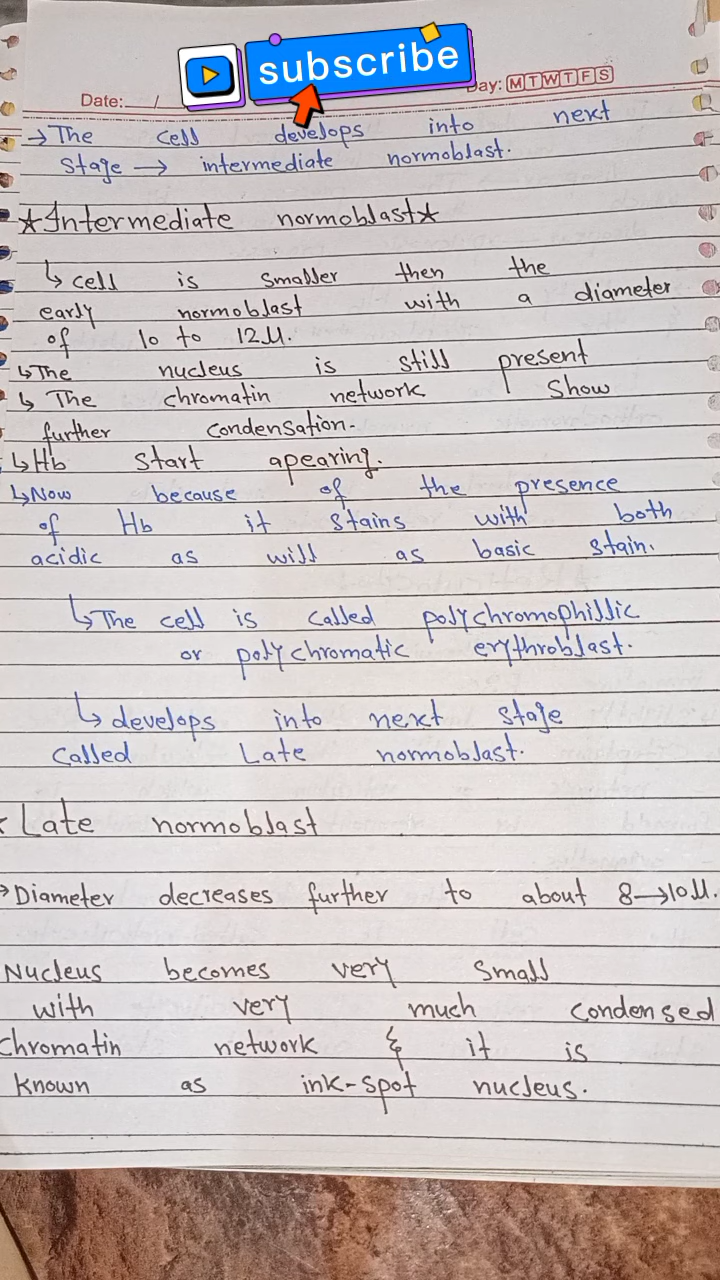 subscribe
Date: / Day: M T W T F S
→ The cell develops into next
Stage → intermediate normoblast.
★Intermediate normoblast★
↳ cell is smaller then the
early normoblast with a diameter
of 10 to 12 μ.
↳ The nucleus is still present
↳ The chromatin network show
further condensation.
↳ Hb start apearing.
↳ Now because of the presence
of Hb it stains with both
acidic as will as basic stain.
↳ The cell is called polychromophillic
or polychromatic erythroblast.
↳ develops into next stage
called Late normoblast.
Late normoblast
→ Diameter decreases further to about 8→10 μ.
Nucleus becomes very small
with very much condensed
chromatin network & it is
known as ink-spot nucleus.